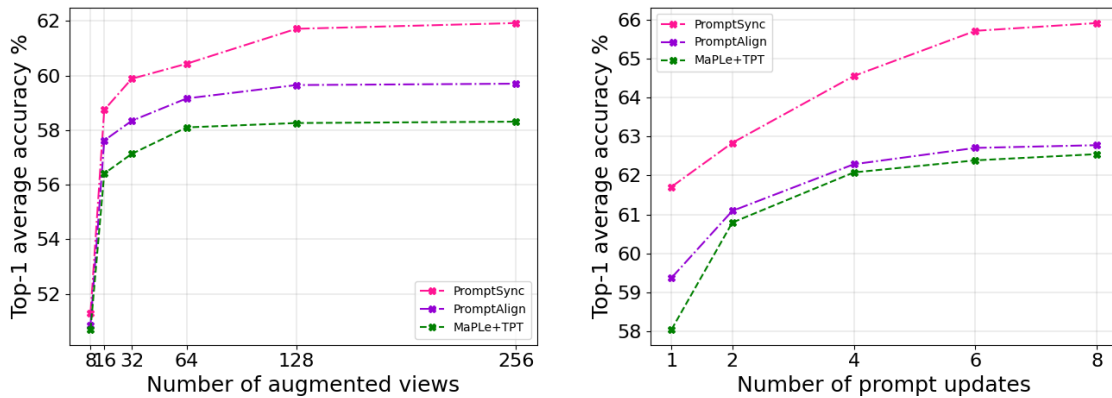 Top-1 average accuracy %
62
60
58
56
54
52
PromptSync
PromptAlign
MaPLe+TPT
8 16 32 64 128 256
Number of augmented views
Top-1 average accuracy %
66
65
64
63
62
61
60
59
58
PromptSync
PromptAlign
MaPLe+TPT
1 2 4 6 8
Number of prompt updates